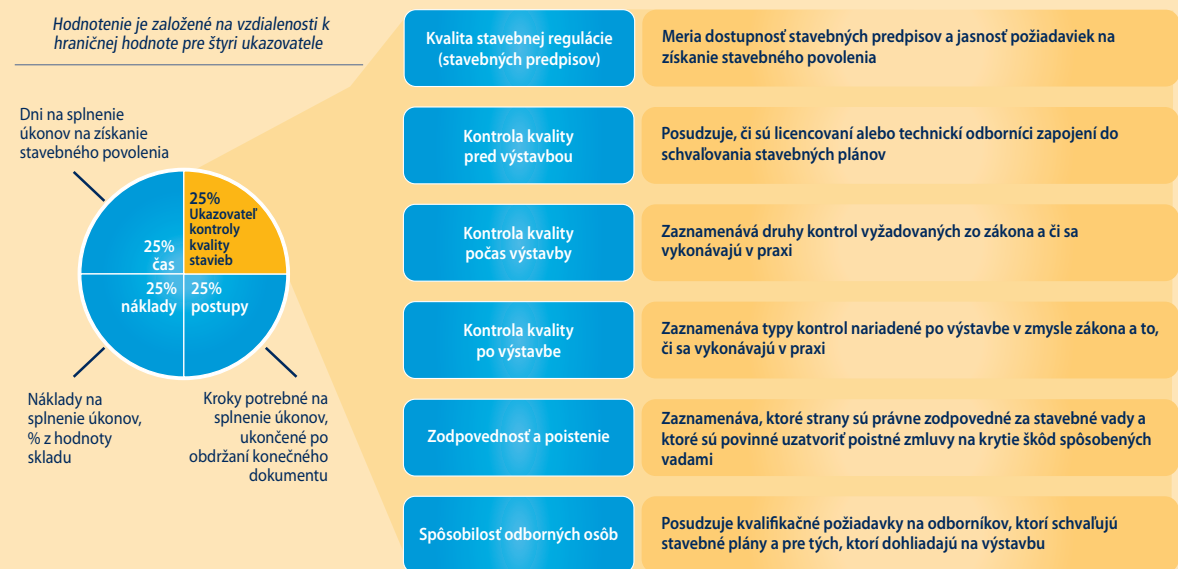 Hodnotenie je založené na vzdialenosti k
hraničnej hodnote pre štyri ukazovatele
Dni na splnenie
úkonov na získanie
stavebného povolenia
25%
Ukazovateľ
kontroly
kvality
stavieb
25%
čas
25%
náklady
25%
postupy
Náklady na
splnenie úkonov,
% z hodnoty
skladu
Kroky potrebné na
splnenie úkonov,
ukončené po
obdržaní konečného
dokumentu
Kvalita stavebnej regulácie
(stavebných predpisov)
Meria dostupnosť stavebných predpisov a jasnosť požiadaviek na
získanie stavebného povolenia
Kontrola kvality
pred výstavbou
Posudzuje, či sú licencovaní alebo technickí odborníci zapojení do
schvaľovania stavebných plánov
Kontrola kvality
počas výstavby
Zaznamenává druhy kontrol vyžadovaných zo zákona a či sa
vykonávajú v praxi
Kontrola kvality
po výstavbe
Zaznamenáva typy kontrol nariadené po výstavbe v zmysle zákona a to,
či sa vykonávajú v praxi
Zodpovednosť a poistenie
Zaznamenáva, ktoré strany sú právne zodpovedné za stavebné vady a
ktoré sú povinné uzatvoriť poistné zmluvy na krytie škôd spôsobených
vadami
Spôsobilosť odborných osôb
Posudzuje kvalifikačné požiadavky na odborníkov, ktorí schvaľujú
stavebné plány a pre tých, ktorí dohliadajú na výstavbu